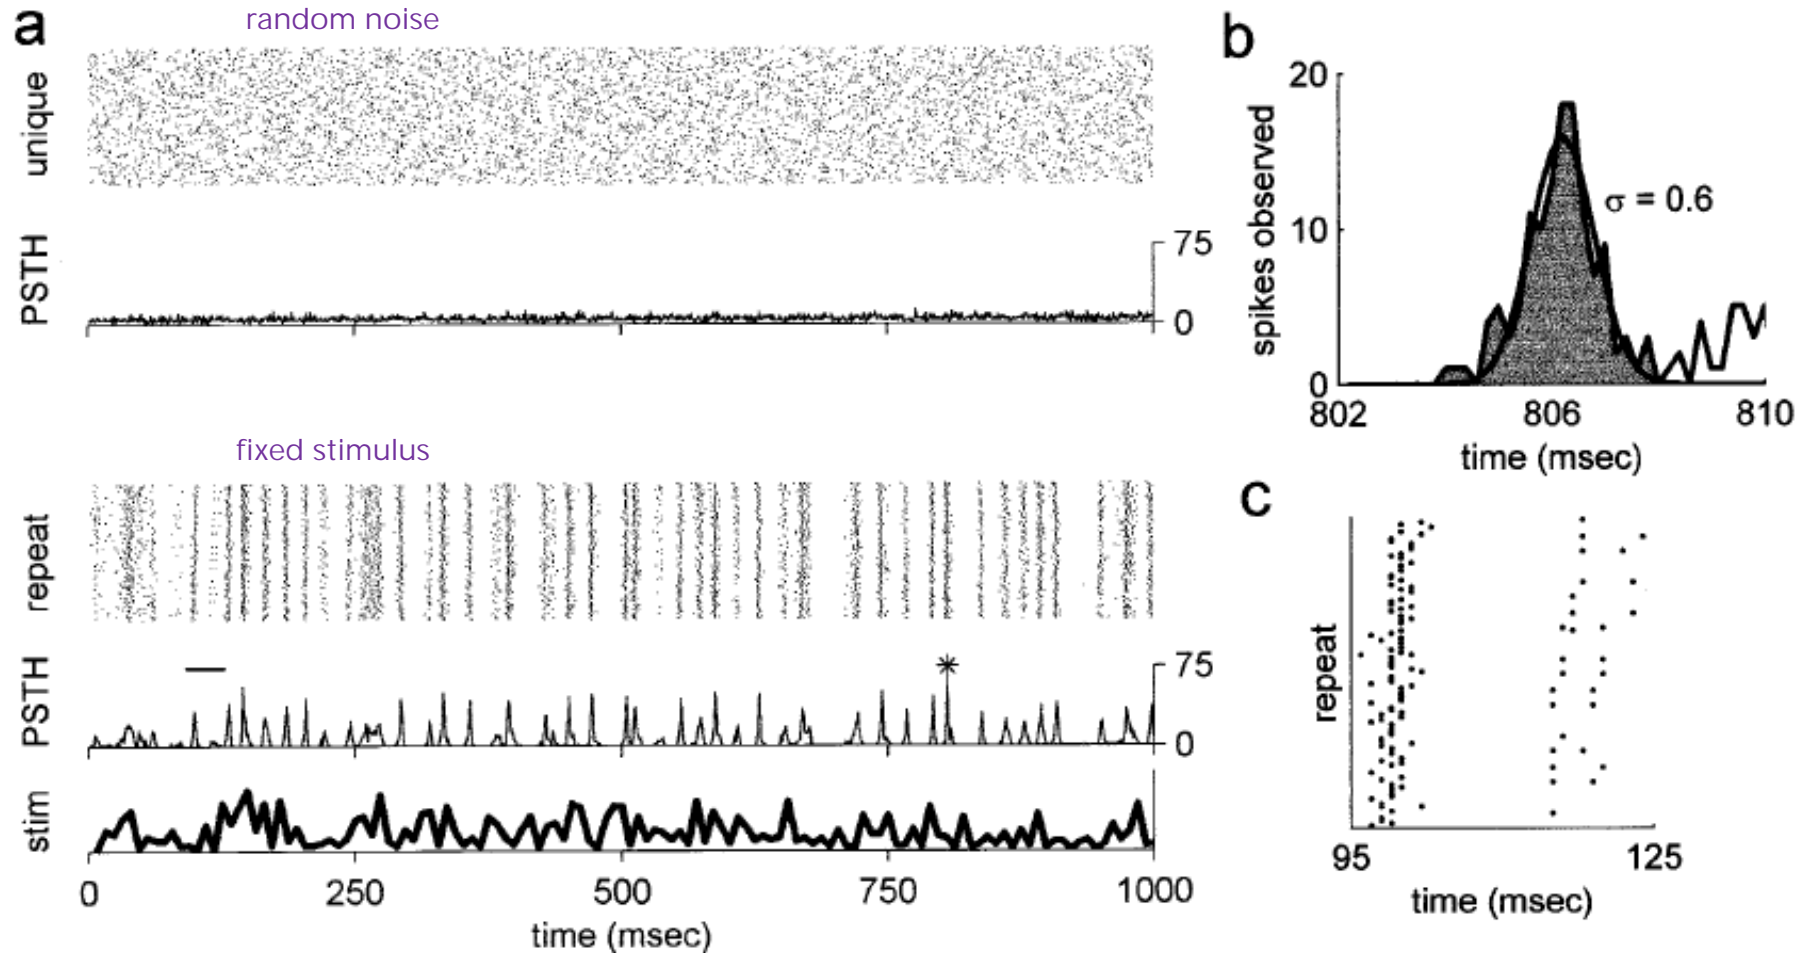 a
random noise
unique
PSTH
75
0
fixed stimulus
repeat
PSTH
75
0
stim
0 250 500 750 1000
time (msec)
b
spikes observed
20
10
0
σ = 0.6
802 806 810
time (msec)
c
repeat
95 125
time (msec)